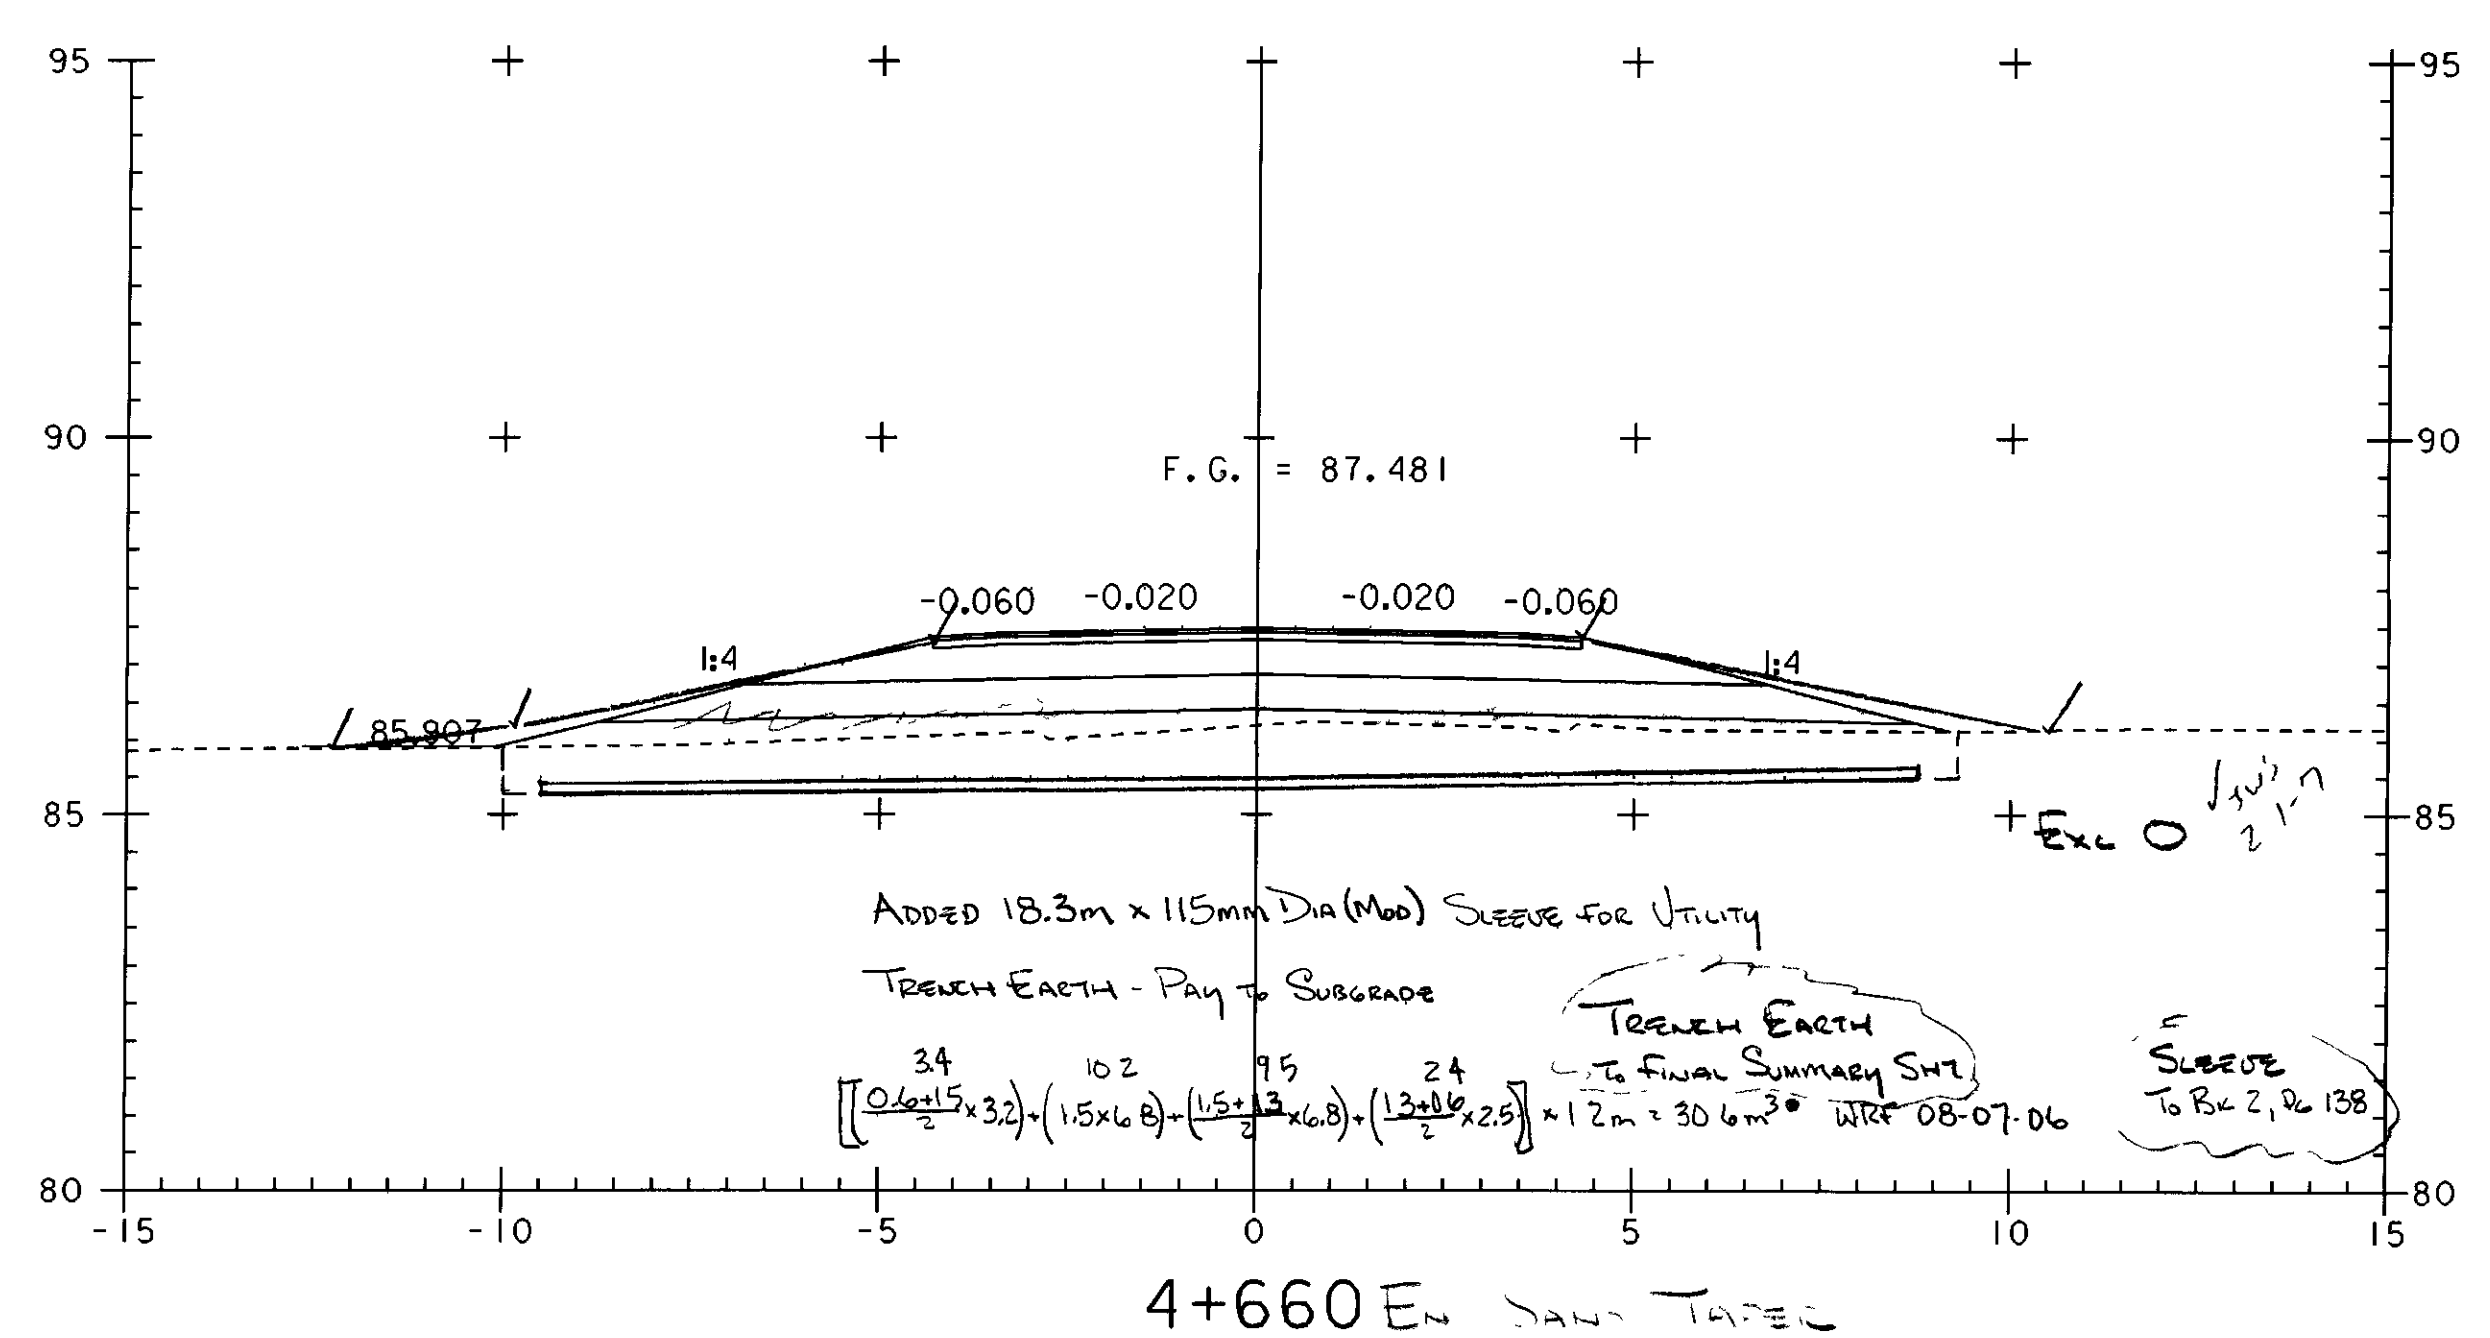 95 95
90 90
F.G. = 87.481
-0.060 -0.020 -0.020 -0.060
1:4 1:4
85.907
85 85
Exc O
ADDED 18.3m x 115mm DIA (MOD) SLEEVE FOR UTILITY
TRENCH EARTH - PAY TO SUBGRADE
TRENCH EARTH
TO FINAL SUMMARY SHT
SLEEVE
TO BK 2, PG 138
3.4 10.2 9.5 2.4
[[(0.6+1.5)/2 x 3.2) + (1.5x6.8) + (1.5+1.3)/2 x 6.8) + (1.3+0.6)/2 x 2.5)] x 1.2m = 30.6m³ WRF 08-07-06
80 80
-15 -10 -5 0 5 10 15
4+660 EN SAND TAPER